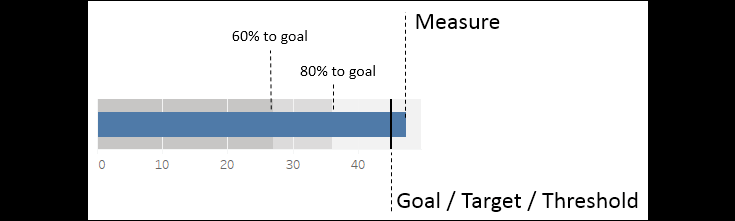 Measure
60% to goal
80% to goal
0 10 20 30 40
Goal / Target / Threshold